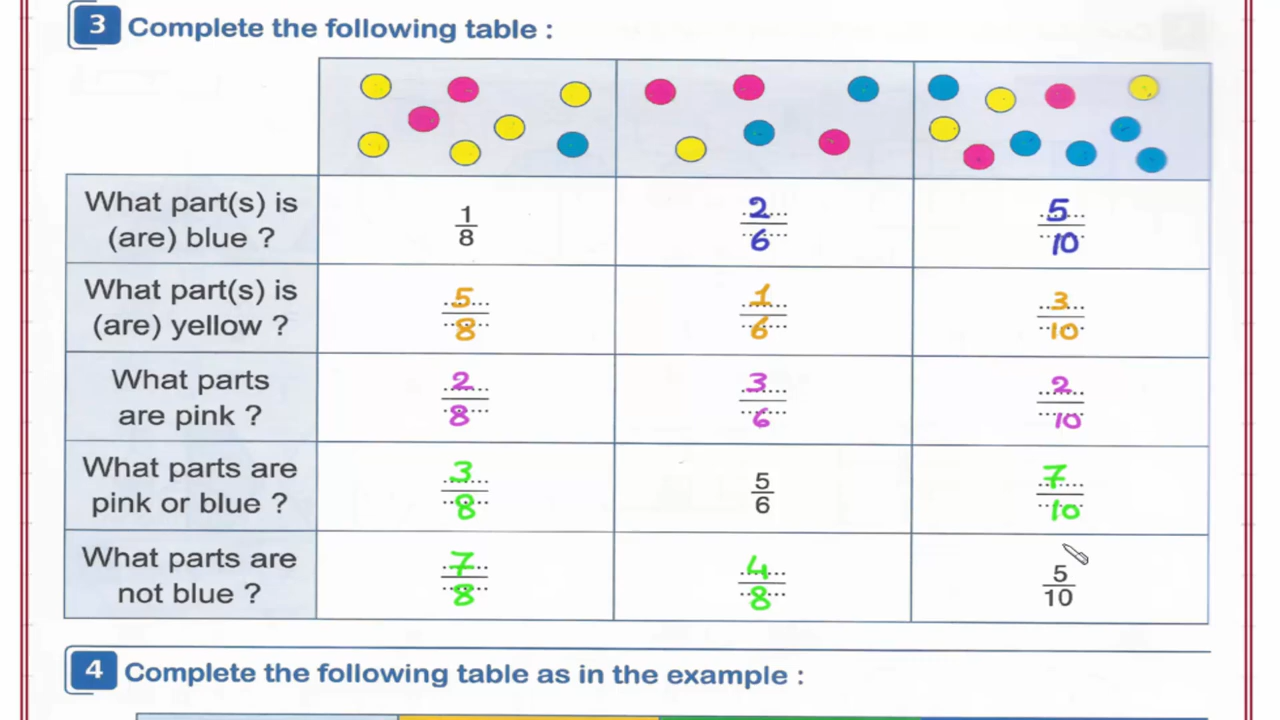 3 Complete the following table :
What part(s) is
(are) blue ?
1/8
2/6
5/10
What part(s) is
(are) yellow ?
5/8
1/6
3/10
What parts
are pink ?
2/8
3/6
2/10
What parts are
pink or blue ?
3/8
5/6
7/10
What parts are
not blue ?
7/8
4/8
5/10
4 Complete the following table as in the example :